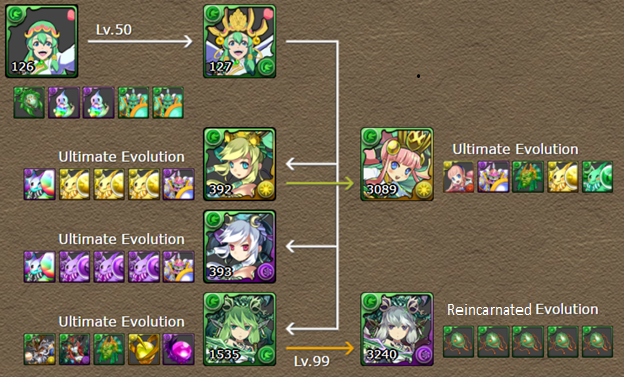 Lv.50
126
127
Ultimate Evolution
392
3089
Ultimate Evolution
Ultimate Evolution
393
Ultimate Evolution
1535
Lv.99
3240
Reincarnated Evolution